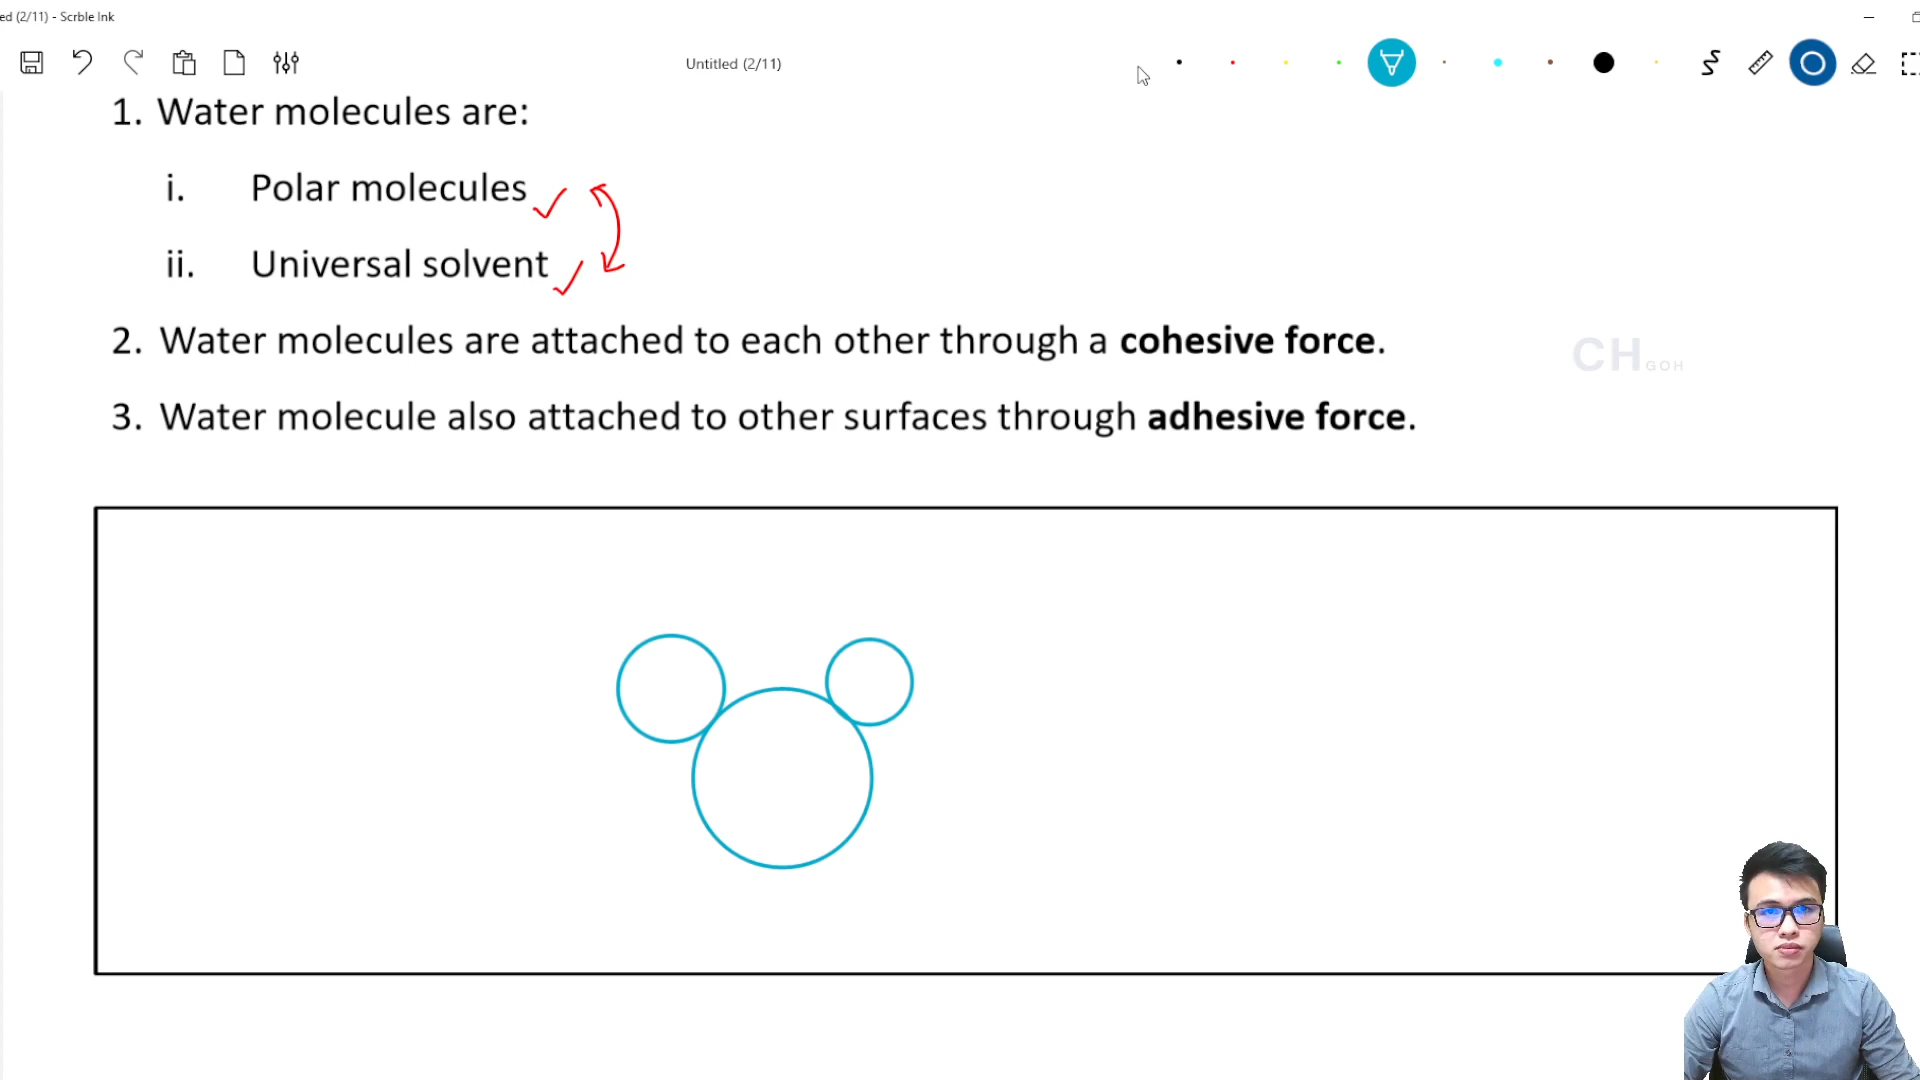 ed (2/11) - Scrble Ink
Untitled (2/11)
1. Water molecules are:
i. Polar molecules
ii. Universal solvent
2. Water molecules are attached to each other through a cohesive force.
CH GOH
3. Water molecule also attached to other surfaces through adhesive force.